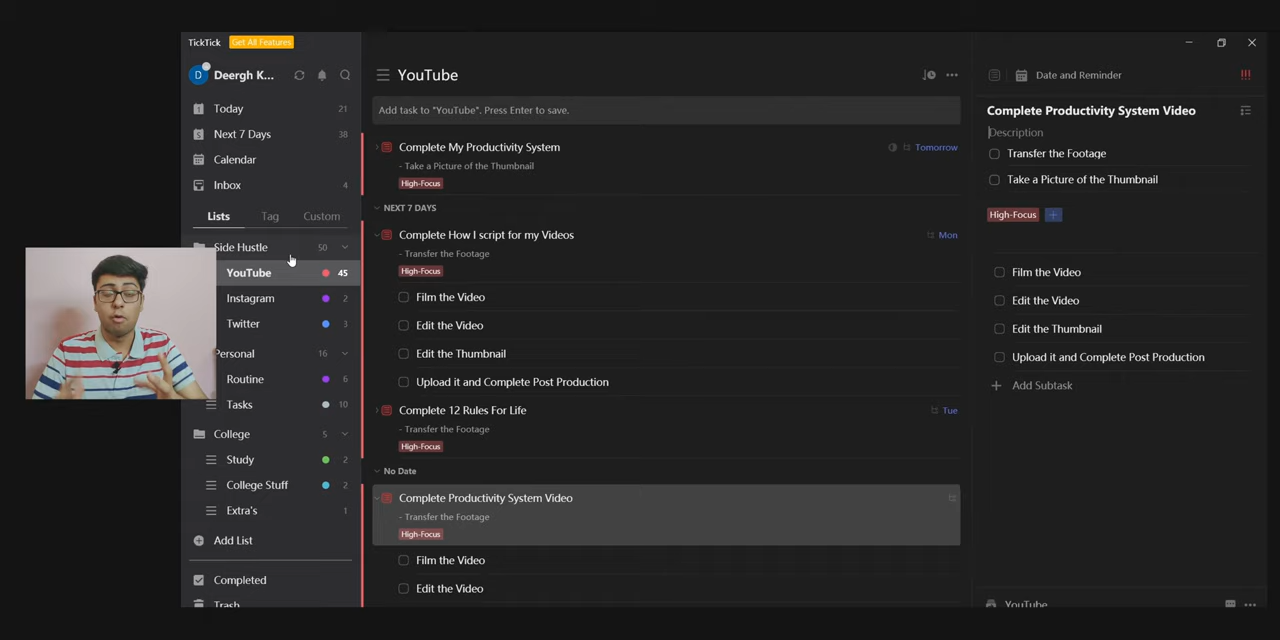 TickTick Get All Features
D Deergh K...
Today 21
Next 7 Days 38
Calendar
Inbox 4
Lists Tag Custom
Side Hustle 50
YouTube 45
Instagram 2
Twitter 3
Personal 16
Routine 6
Tasks 10
College 5
Study 2
College Stuff 2
Extra's 1
Add List
Completed
Trash
YouTube
Add task to "YouTube". Press Enter to save.
Complete My Productivity System Tomorrow
- Take a Picture of the Thumbnail
High-Focus
NEXT 7 DAYS
Complete How I script for my Videos Mon
- Transfer the Footage
High-Focus
Film the Video
Edit the Video
Edit the Thumbnail
Upload it and Complete Post Production
Complete 12 Rules For Life Tue
- Transfer the Footage
High-Focus
No Date
Complete Productivity System Video
- Transfer the Footage
High-Focus
Film the Video
Edit the Video
Date and Reminder !!!
Complete Productivity System Video
Description
Transfer the Footage
Take a Picture of the Thumbnail
High-Focus +
Film the Video
Edit the Video
Edit the Thumbnail
Upload it and Complete Post Production
+ Add Subtask
YouTube